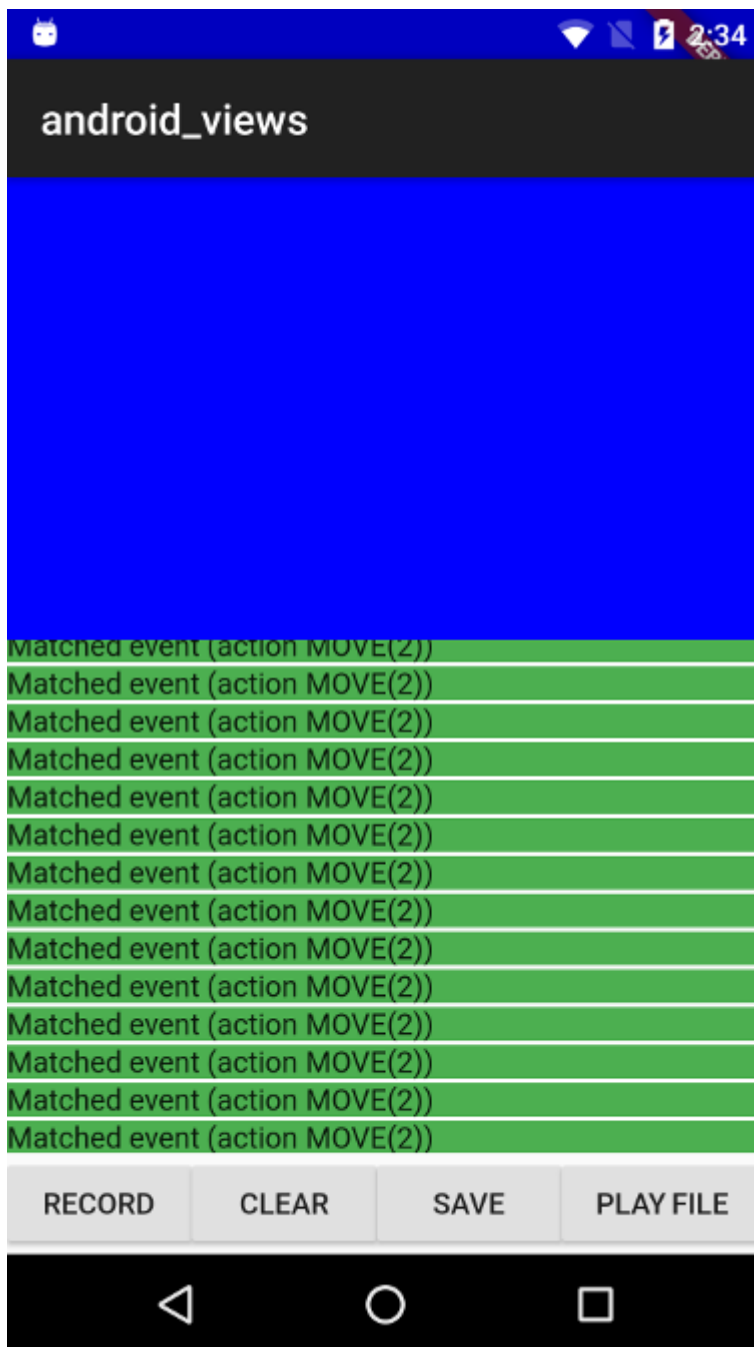 2:34
android_views
Matched event (action MOVE(2))
Matched event (action MOVE(2))
Matched event (action MOVE(2))
Matched event (action MOVE(2))
Matched event (action MOVE(2))
Matched event (action MOVE(2))
Matched event (action MOVE(2))
Matched event (action MOVE(2))
Matched event (action MOVE(2))
Matched event (action MOVE(2))
Matched event (action MOVE(2))
Matched event (action MOVE(2))
Matched event (action MOVE(2))
Matched event (action MOVE(2))
RECORD CLEAR SAVE PLAY FILE